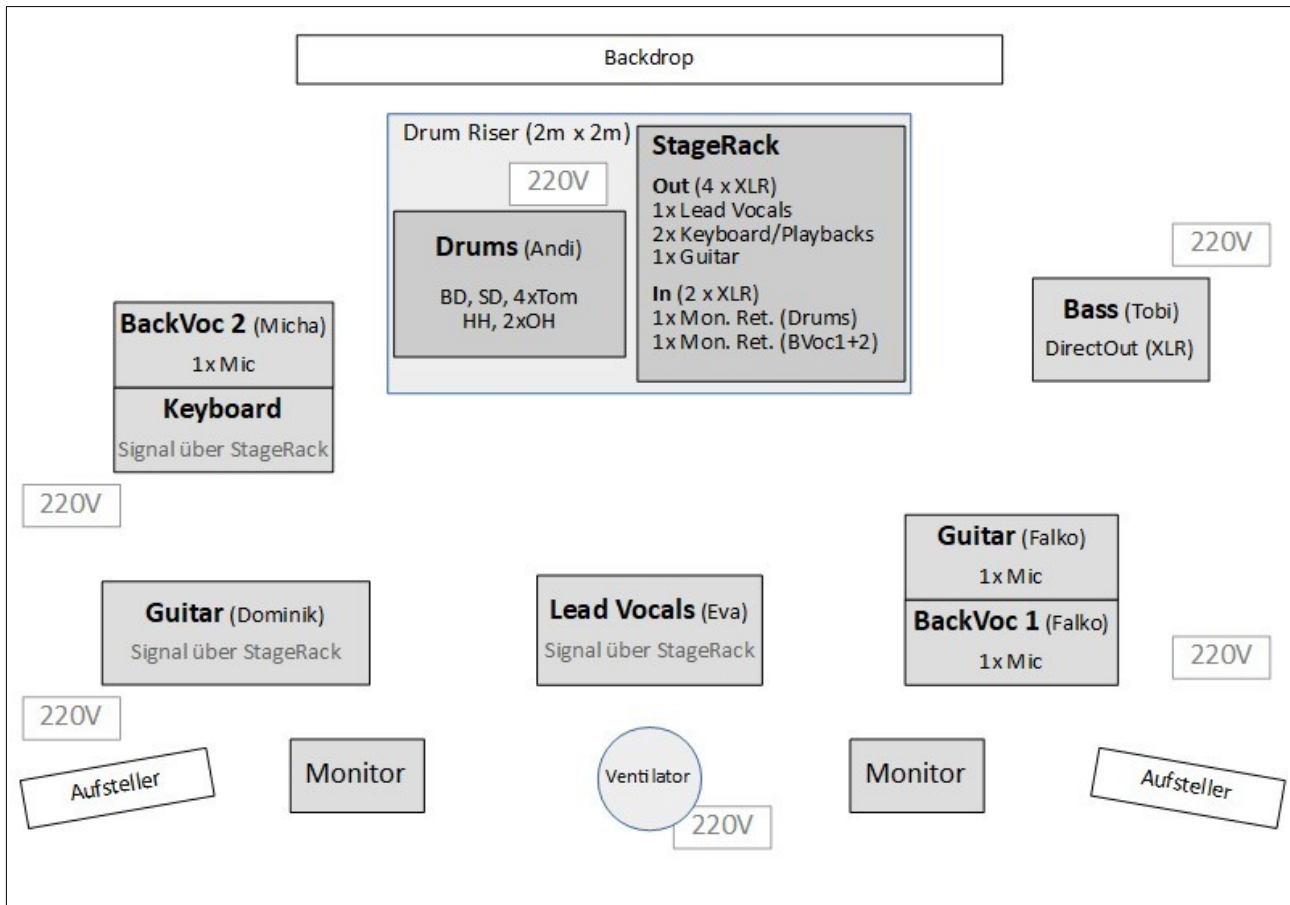 Backdrop
Drum Riser (2m x 2m)
220V
Drums (Andi)
BD, SD, 4xTom
HH, 2xOH
StageRack
Out (4 x XLR)
1x Lead Vocals
2x Keyboard/Playbacks
1x Guitar
In (2 x XLR)
1x Mon. Ret. (Drums)
1x Mon. Ret. (BVoc1+2)
220V
Bass (Tobi)
DirectOut (XLR)
BackVoc 2 (Micha)
1x Mic
Keyboard
Signal über StageRack
220V
Guitar (Dominik)
Signal über StageRack
220V
Lead Vocals (Eva)
Signal über StageRack
Guitar (Falko)
1x Mic
BackVoc 1 (Falko)
1x Mic
220V
Aufsteller
Monitor
Ventilator
220V
Monitor
Aufsteller